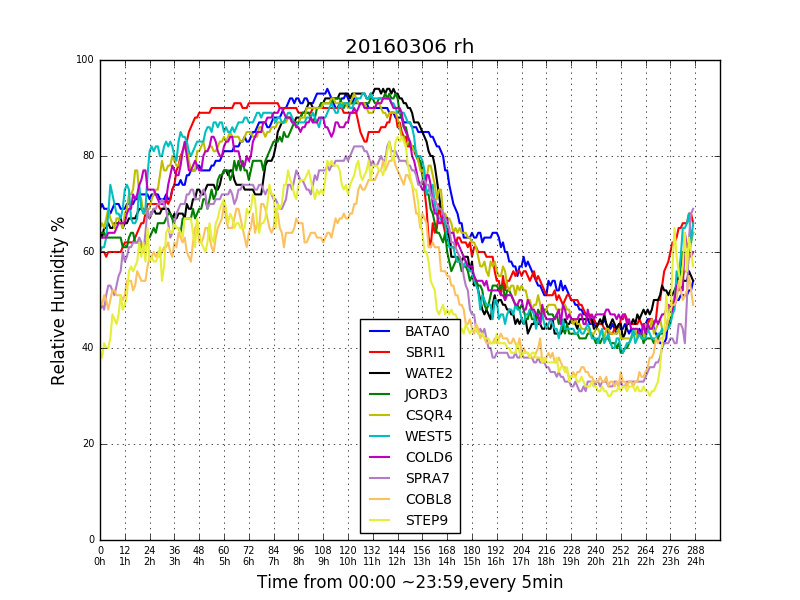 20160306 rh
Relative Humidity %
100
80
60
40
20
0
BATA0
SBRI1
WATE2
JORD3
CSQR4
WEST5
COLD6
SPRA7
COBL8
STEP9
0 12 24 36 48 60 72 84 96 108 120 132 144 156 168 180 192 204 216 228 240 252 264 276 288
0h 1h 2h 3h 4h 5h 6h 7h 8h 9h 10h 11h 12h 13h 14h 15h 16h 17h 18h 19h 20h 21h 22h 23h 24h
Time from 00:00 ~23:59,every 5min